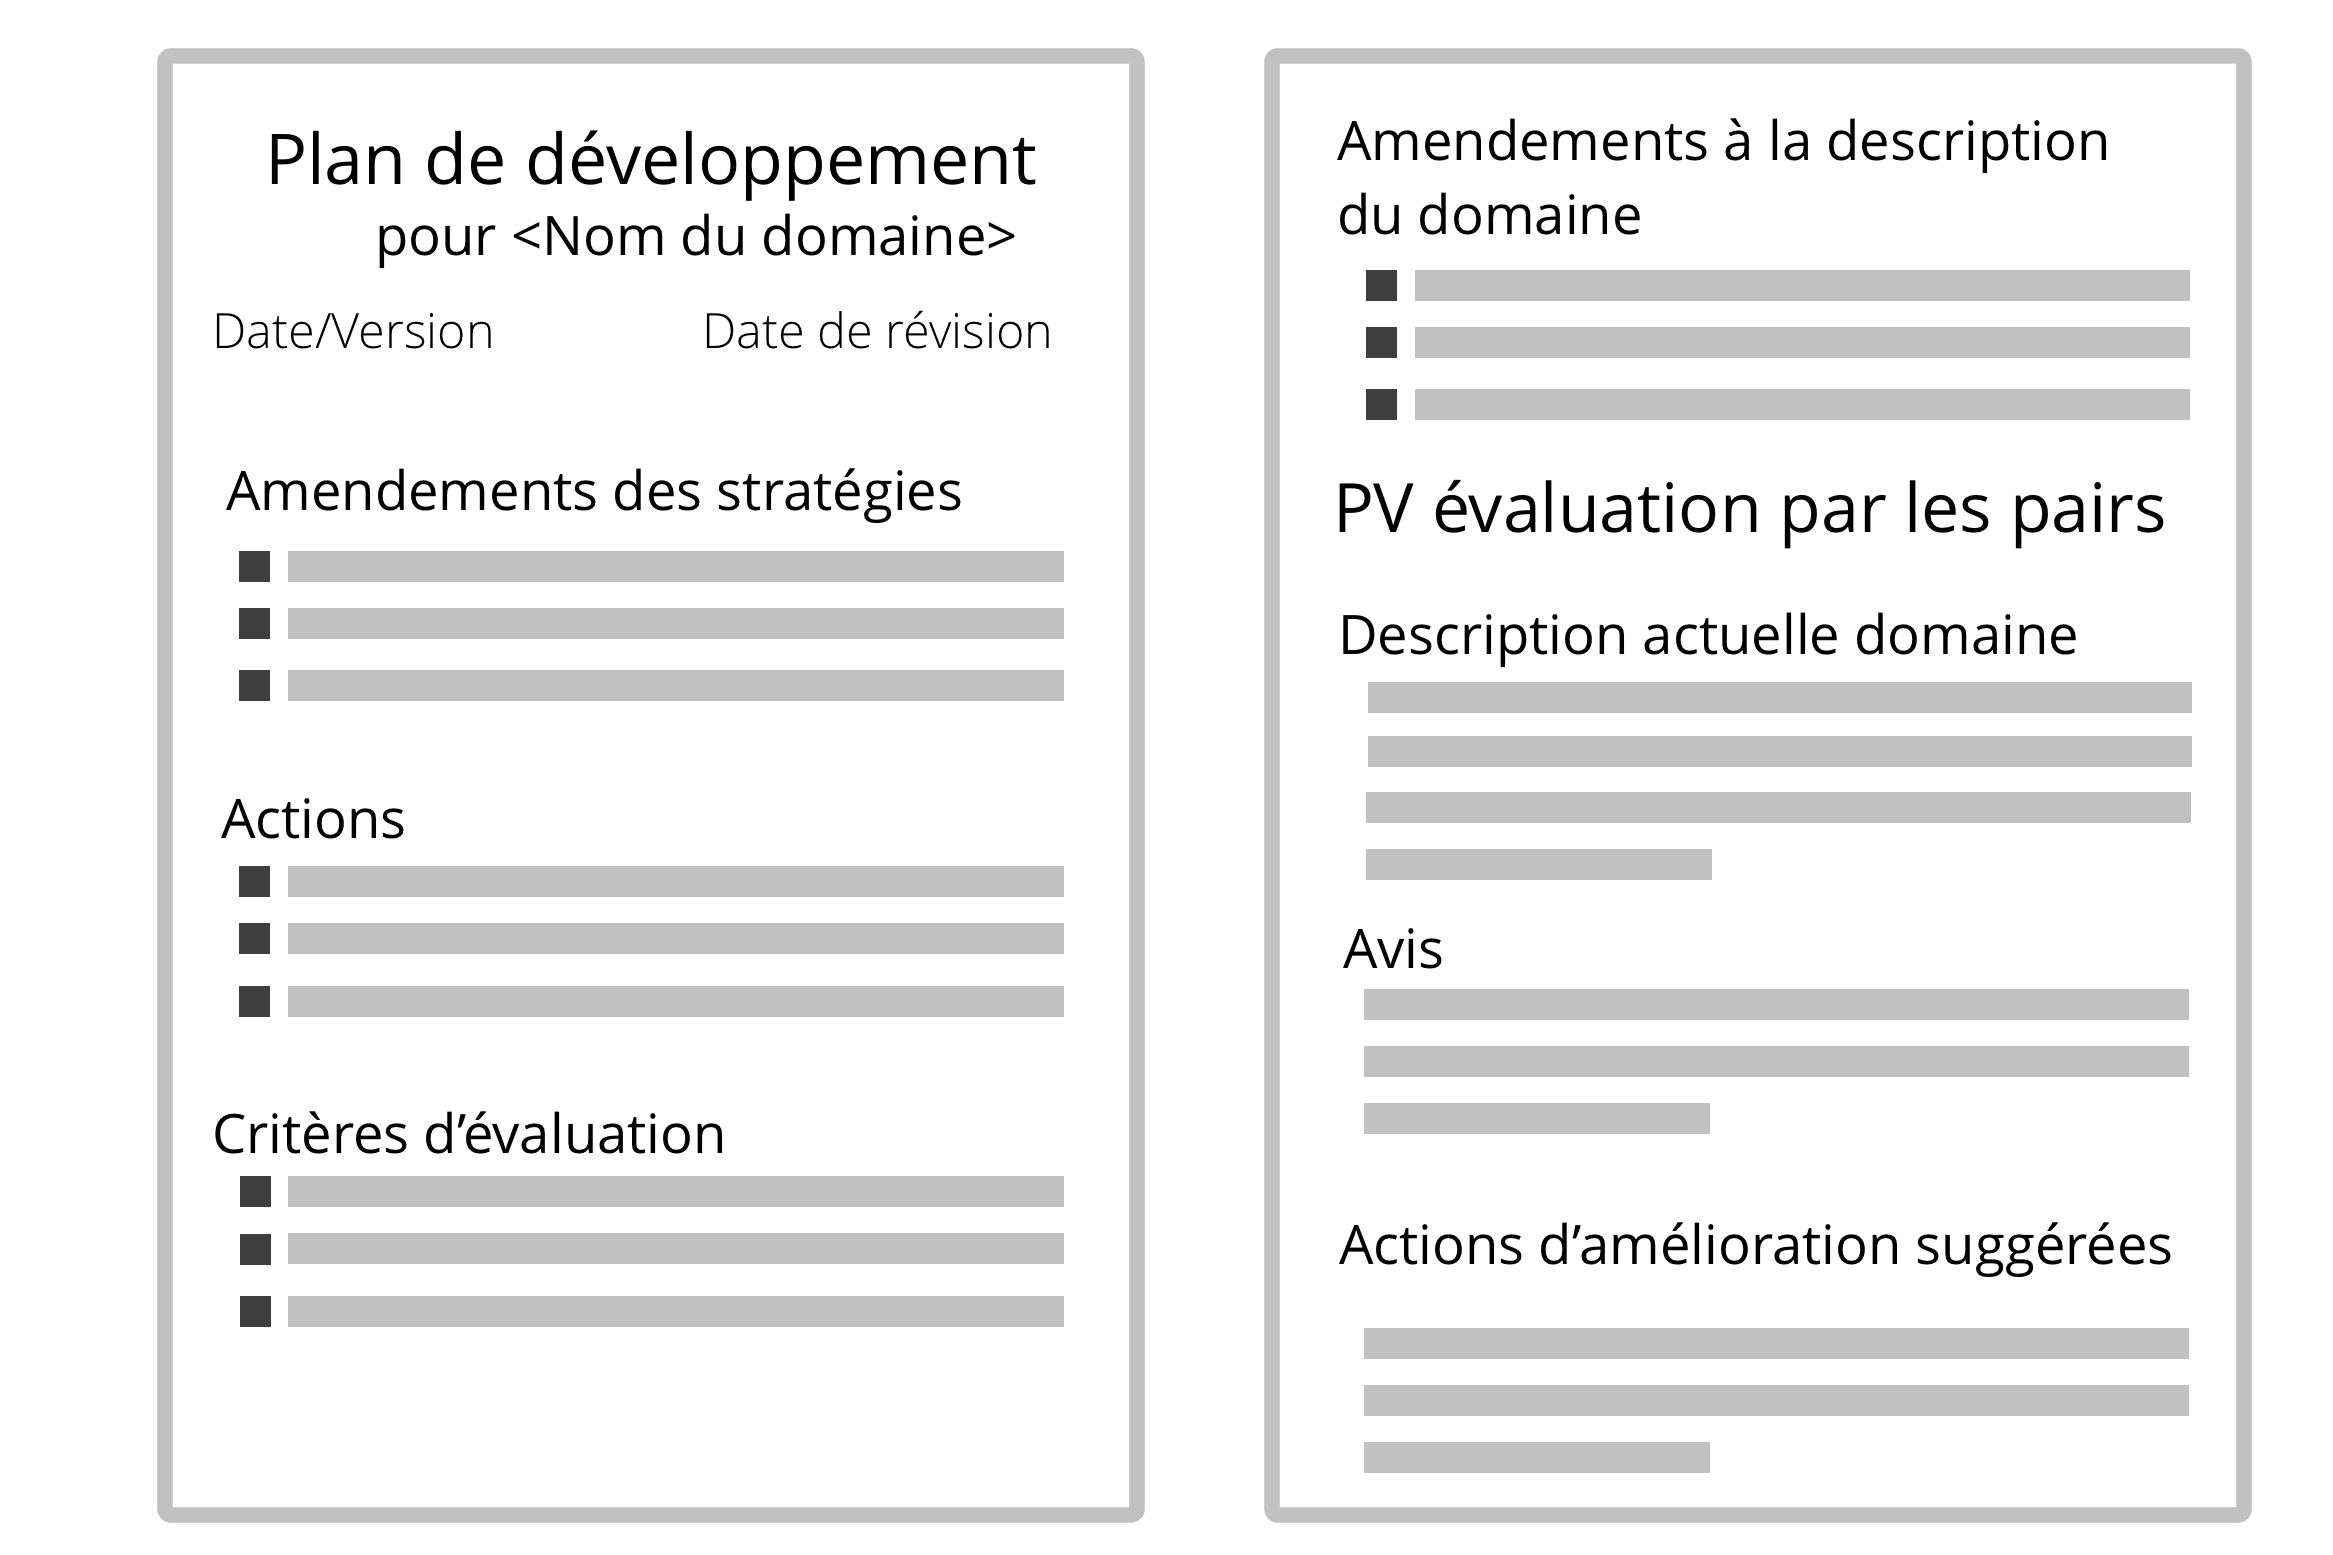 Plan de développement
pour <Nom du domaine>
Date/Version Date de révision
Amendements des stratégies
Actions
Critères d’évaluation
Amendements à la description
du domaine
PV évaluation par les pairs
Description actuelle domaine
Avis
Actions d’amélioration suggérées